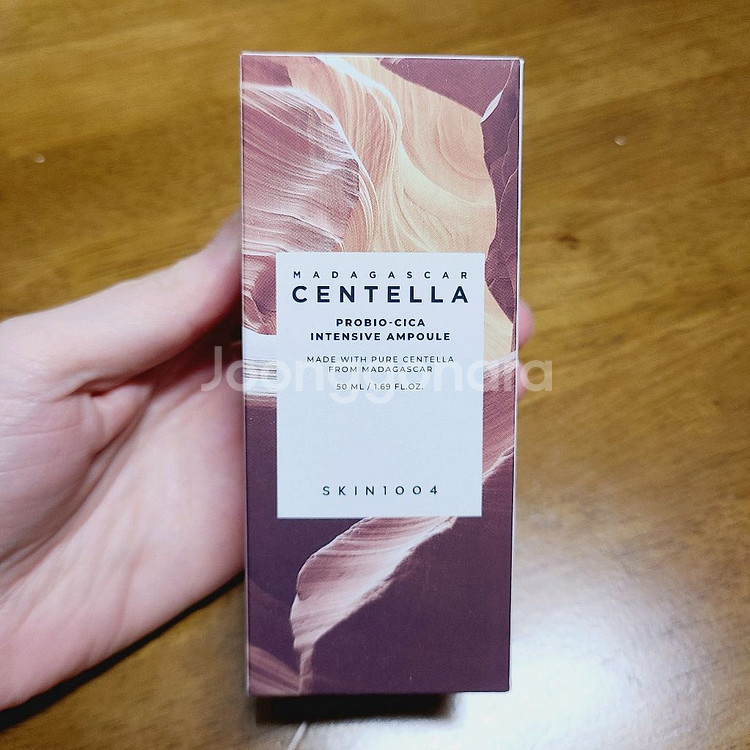 MADAGASCAR
CENTELLA
PROBIO-CICA
INTENSIVE AMPOULE
MADE WITH PURE CENTELLA
FROM MADAGASCAR
Joonggonara
50 ML / 1.69 FL.OZ.
SKIN1004